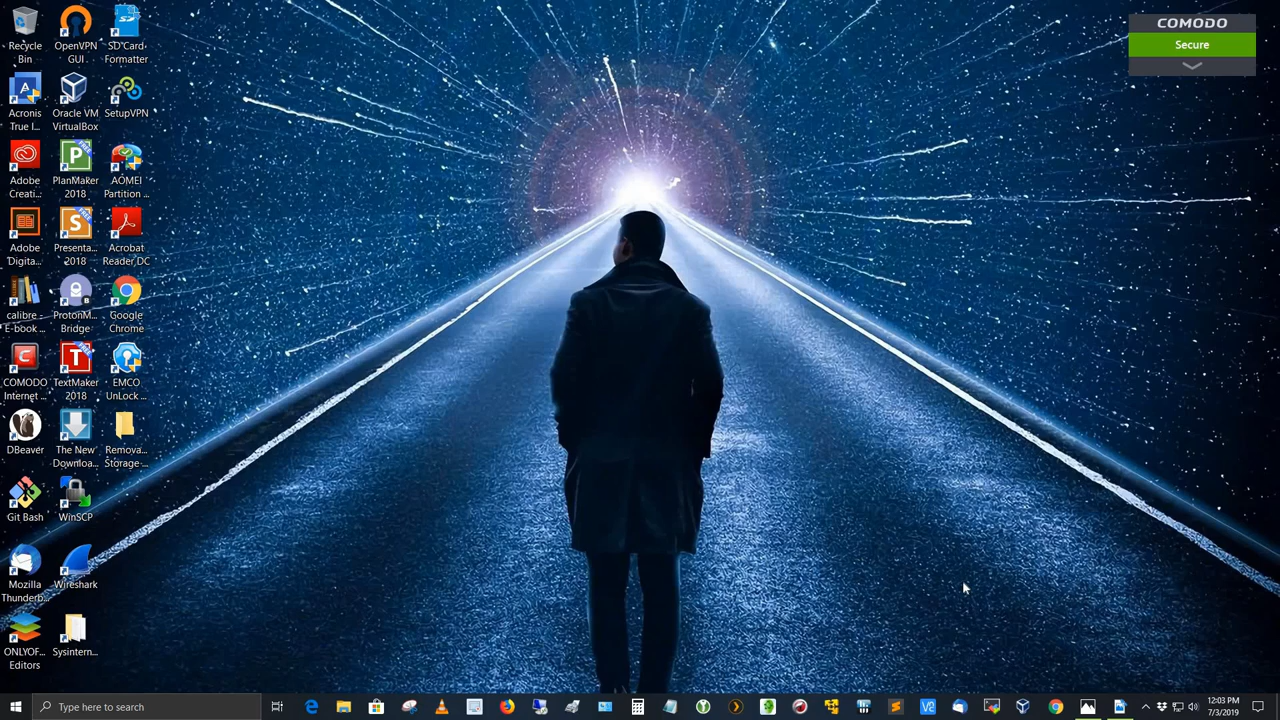 Recycle
Bin
OpenVPN
GUI
SD Card
Formatter
COMODO
Secure
Acronis
True I...
Oracle VM
VirtualBox
SetupVPN
Adobe
Creati...
PlanMaker
2018
AOMEI
Partition ...
Adobe
Digita...
Presenta...
2018
Acrobat
Reader DC
calibre -
E-book ...
ProtonM...
Bridge
Google
Chrome
COMODO
Internet ...
TextMaker
2018
EMCO
UnLock ...
DBeaver
The New
Downloa...
Remova...
Storage -...
Git Bash
WinSCP
Mozilla
Thunderb...
Wireshark
ONLYOF...
Editors
Sysintern...
Type here to search
12:03 PM
7/3/2019